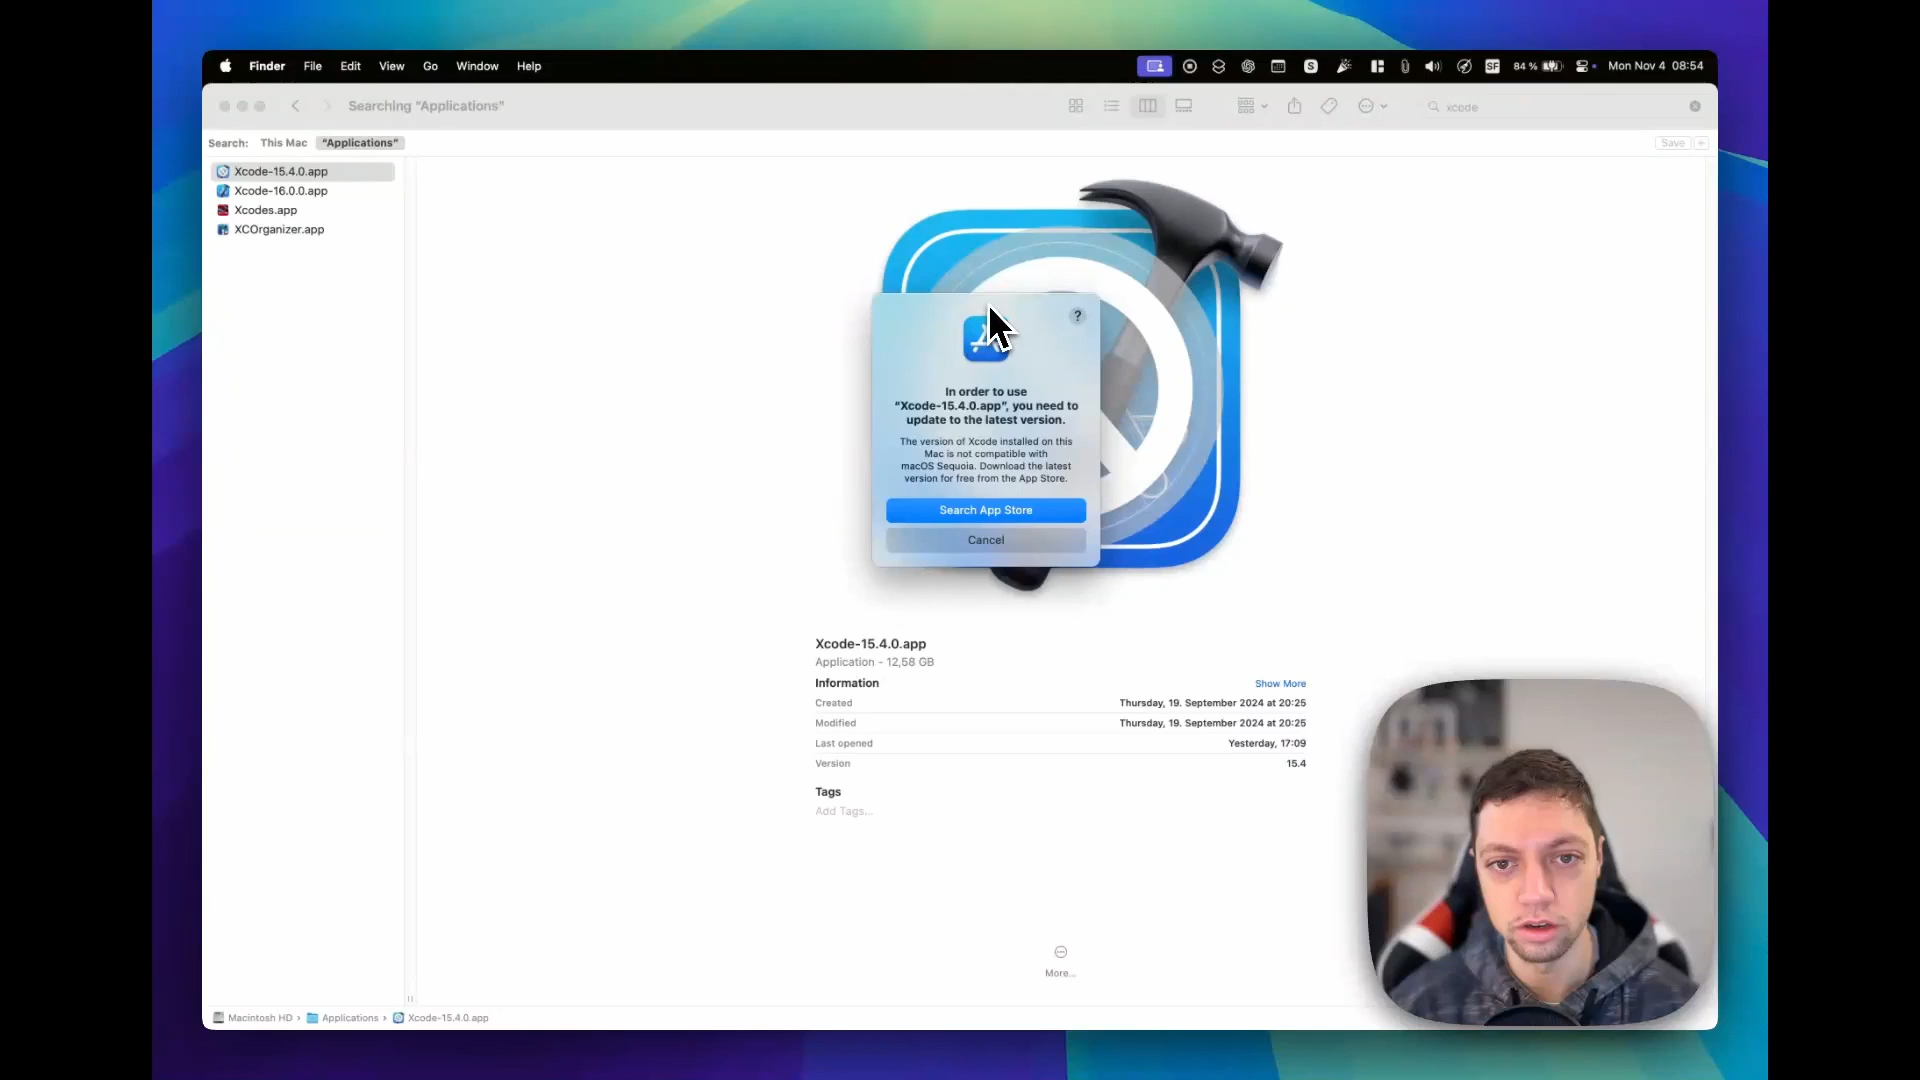 Finder File Edit View Go Window Help
S SF 84 % Mon Nov 4 08:54
Searching “Applications”
xcode
Search: This Mac “Applications” Save
Xcode-15.4.0.app
Xcode-16.0.0.app
Xcodes.app
XCOrganizer.app
?
In order to use
“Xcode-15.4.0.app”, you need to
update to the latest version.
The version of Xcode installed on this
Mac is not compatible with
macOS Sequoia. Download the latest
version for free from the App Store.
Search App Store
Cancel
Xcode-15.4.0.app
Application - 12,58 GB
Information Show More
Created Thursday, 19. September 2024 at 20:25
Modified Thursday, 19. September 2024 at 20:25
Last opened Yesterday, 17:09
Version 15.4
Tags
Add Tags...
More...
Macintosh HD › Applications › Xcode-15.4.0.app